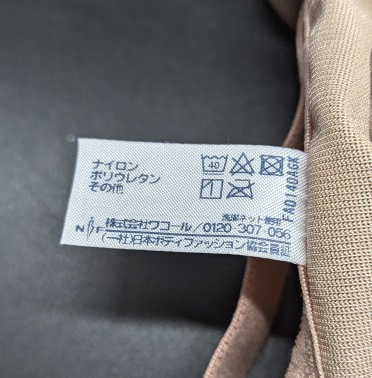 ナイロン
ポリウレタン
その他
40
洗濯ネット使用
株式会社ワコール/0120-307-056
N F (一社)日本ボディファッション協会会員
FA0140AGK